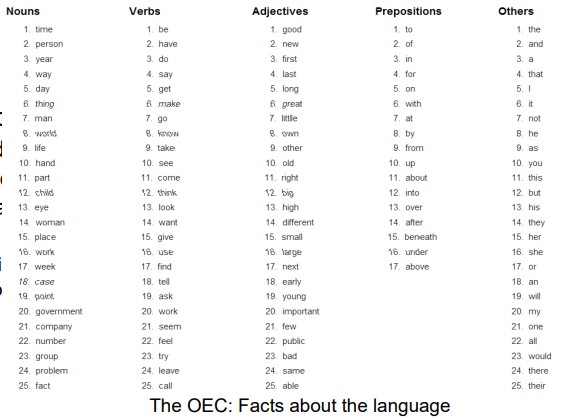 Nouns Verbs Adjectives Prepositions Others
1. time 1. be 1. good 1. to 1. the
2. person 2. have 2. new 2. of 2. and
3. year 3. do 3. first 3. in 3. a
4. way 4. say 4. last 4. for 4. that
5. day 5. get 5. long 5. on 5. I
6. thing 6. make 6. great 6. with 6. it
7. man 7. go 7. little 7. at 7. not
8. world 8. know 8. own 8. by 8. he
9. life 9. take 9. other 9. from 9. as
10. hand 10. see 10. old 10. up 10. you
11. part 11. come 11. right 11. about 11. this
12. child 12. think 12. big 12. into 12. but
13. eye 13. look 13. high 13. over 13. his
14. woman 14. want 14. different 14. after 14. they
15. place 15. give 15. small 15. beneath 15. her
16. work 16. use 16. large 16. under 16. she
17. week 17. find 17. next 17. above 17. or
18. case 18. tell 18. early 18. an
19. point 19. ask 19. young 19. will
20. government 20. work 20. important 20. my
21. company 21. seem 21. few 21. one
22. number 22. feel 22. public 22. all
23. group 23. try 23. bad 23. would
24. problem 24. leave 24. same 24. there
25. fact 25. call 25. able 25. their
The OEC: Facts about the language